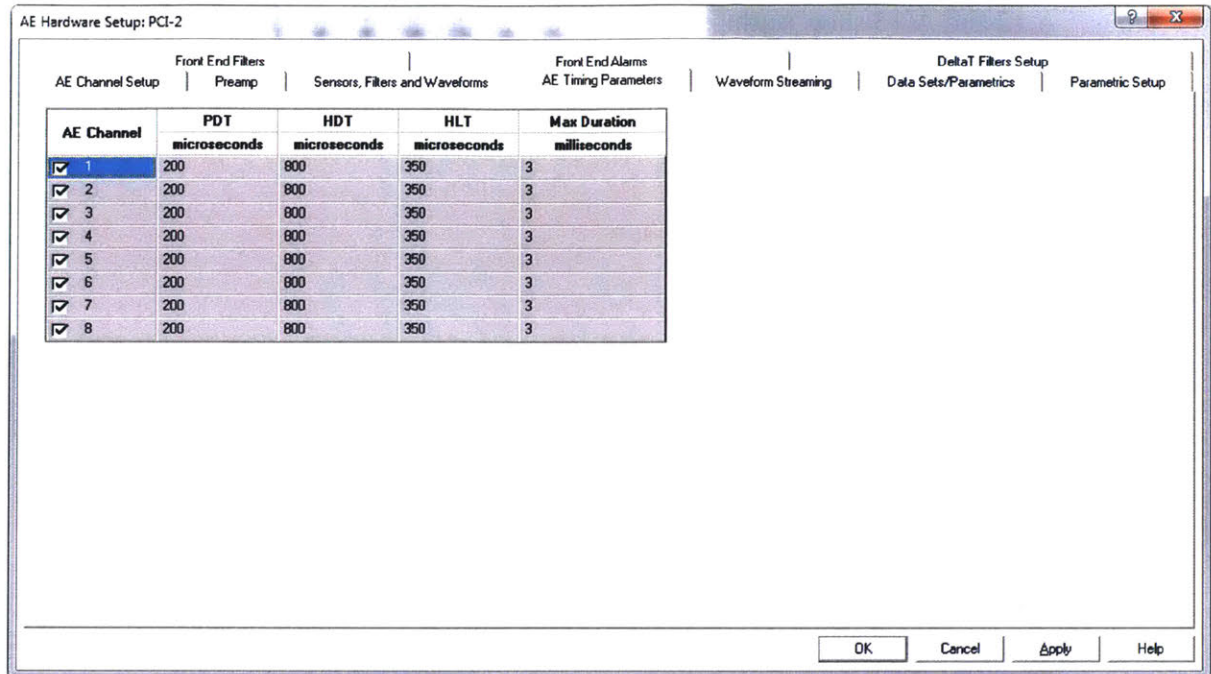 AE Hardware Setup: PCI-2
Front End Filters Front End Alarms DeltaT Filters Setup
AE Channel Setup Preamp Sensors, Filters and Waveforms AE Timing Parameters Waveform Streaming Data Sets/Parametrics Parametric Setup
AE Channel PDT HDT HLT Max Duration
microseconds microseconds microseconds milliseconds
1 200 800 350 3
2 200 800 350 3
3 200 800 350 3
4 200 800 350 3
5 200 800 350 3
6 200 800 350 3
7 200 800 350 3
8 200 800 350 3
OK Cancel Apply Help